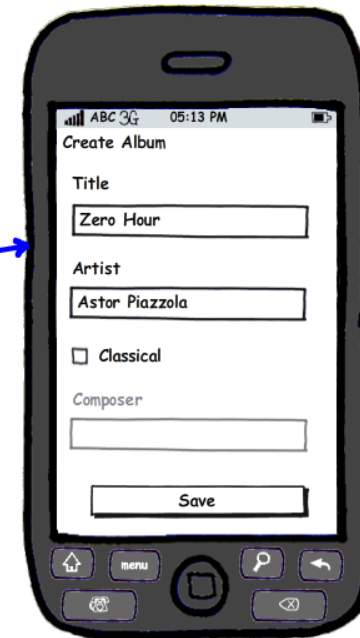 ABC 3G 05:13 PM
Create Album
Title
Zero Hour
Artist
Astor Piazzola
Classical
Composer
Save
menu